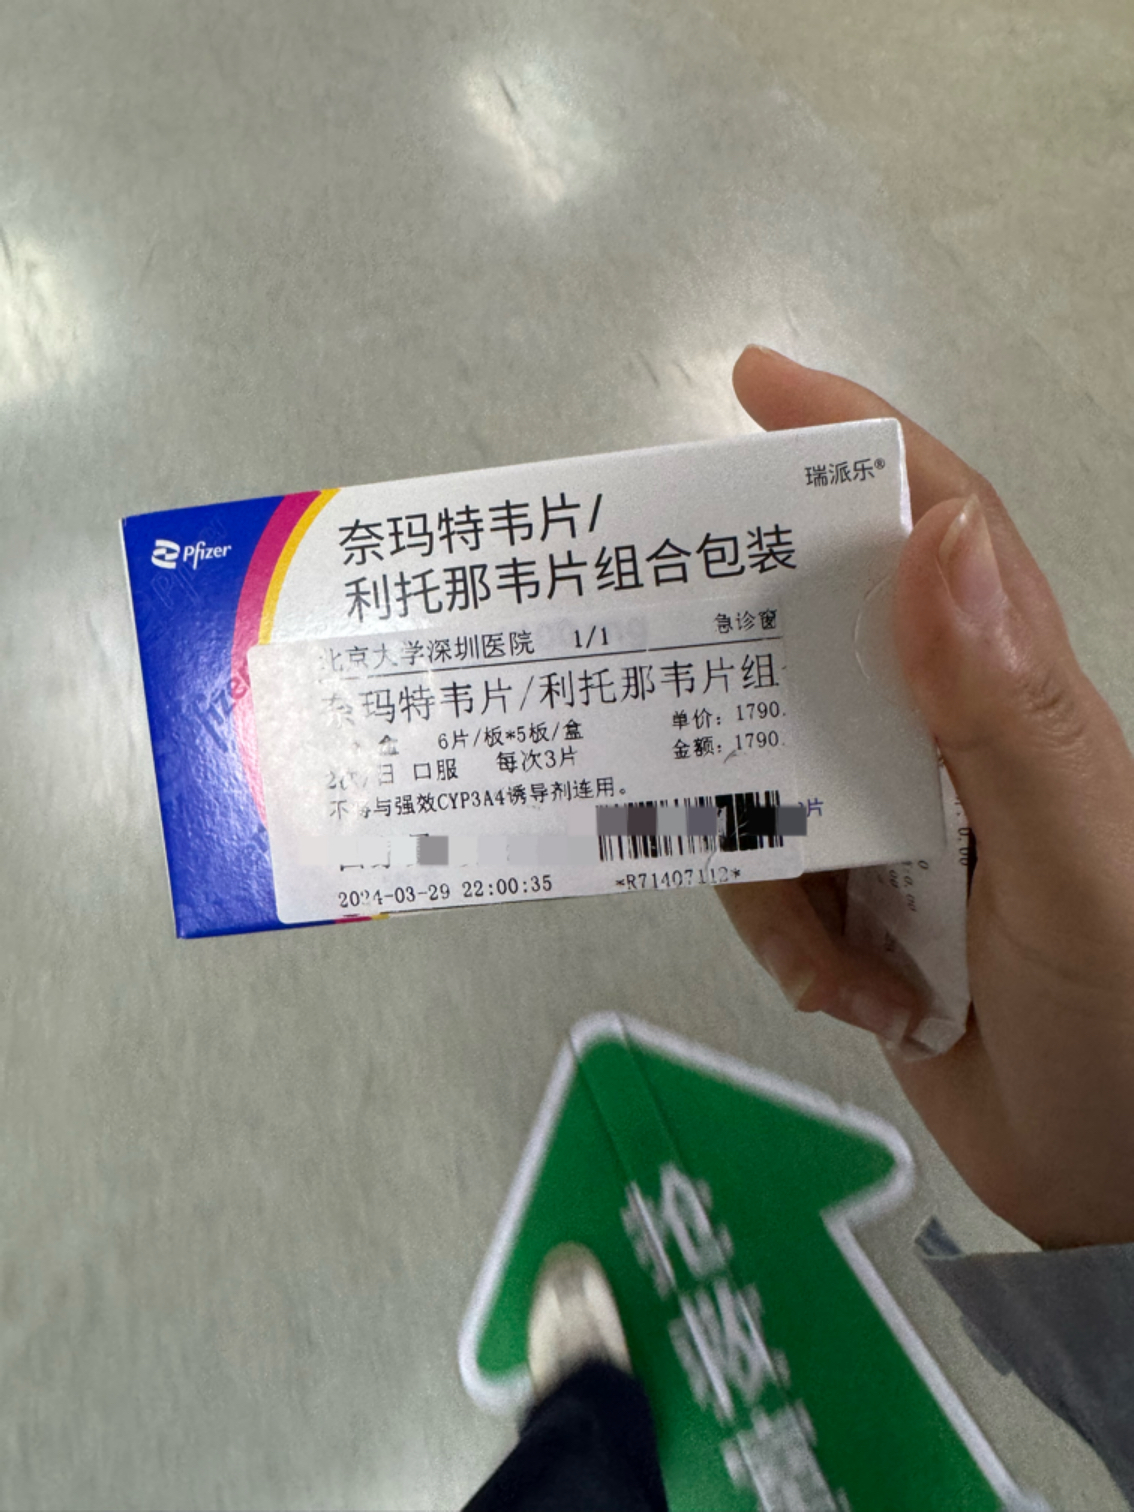 瑞派乐®
Pfizer
奈玛特韦片/
利托那韦片组合包装
北京大学深圳医院 1/1 急诊窗
奈玛特韦片/利托那韦片组
盒 6片/板*5板/盒 单价: 1790.
日 口服 每次3片 金额: 1790.
不得与强效CYP3A4诱导剂连用。
片
2024-03-29 22:00:35 *R71407112*